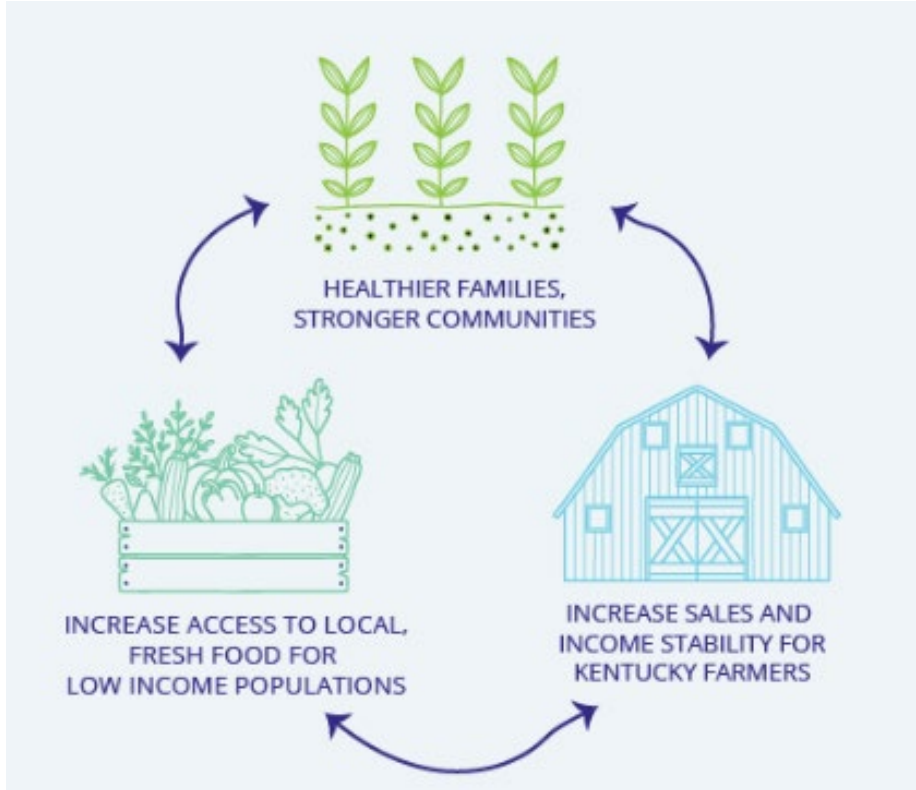 HEALTHIER FAMILIES,
STRONGER COMMUNITIES
INCREASE ACCESS TO LOCAL,
FRESH FOOD FOR
LOW INCOME POPULATIONS
INCREASE SALES AND
INCOME STABILITY FOR
KENTUCKY FARMERS